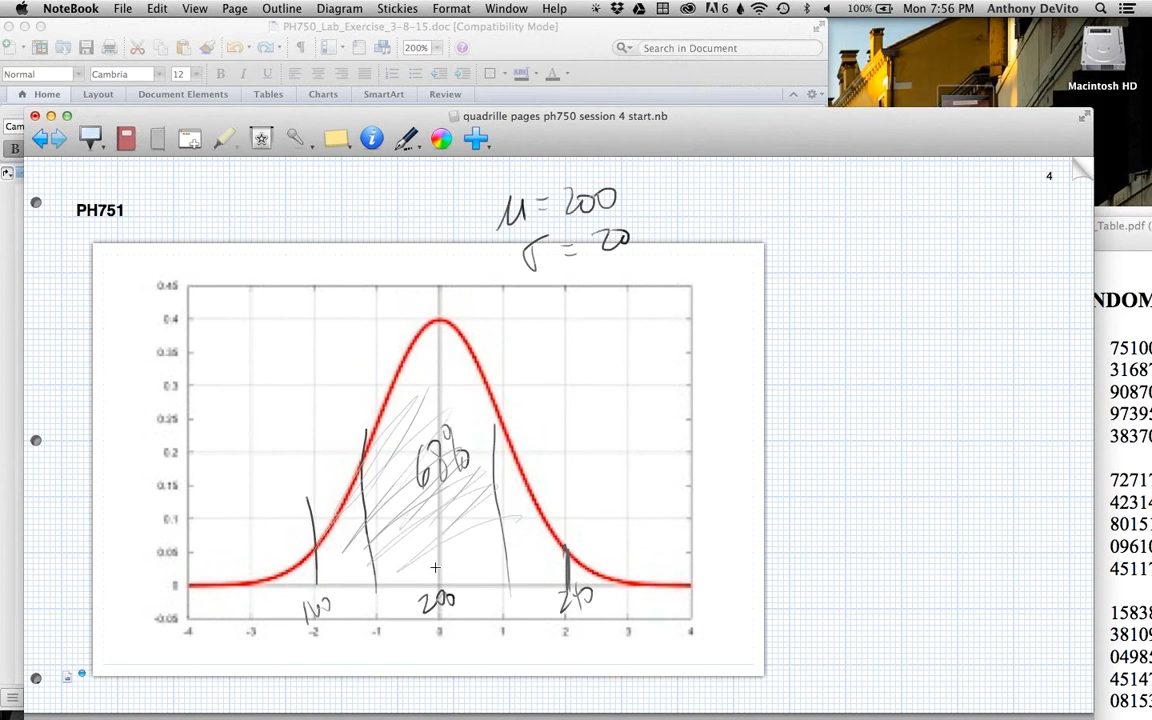 NoteBook File Edit View Page Outline Diagram Stickies Format Window Help 6 100% Mon 7:56 PM Anthony DeVito
PH750_Lab_Exercise_3-8-15.doc [Compatibility Mode]
200% Search in Document
Normal Cambria 12 B I U ABC A
Home Layout Document Elements Tables Charts SmartArt Review
Macintosh HD
quadrille pages ph750 session 4 start.nb
Cam
B
4
PH751
μ = 200
σ = 20
_Table.pdf (
NDOM
0.45
0.4
0.35
0.3
0.25
0.2
0.15
0.1
0.05
0
-0.05
68%
160 200 240
-4 -3 -2 -1 0 1 2 3 4
75100
31687
90870
97395
38370
72717
42314
80151
09610
45117
15838
38109
04985
45147
08153